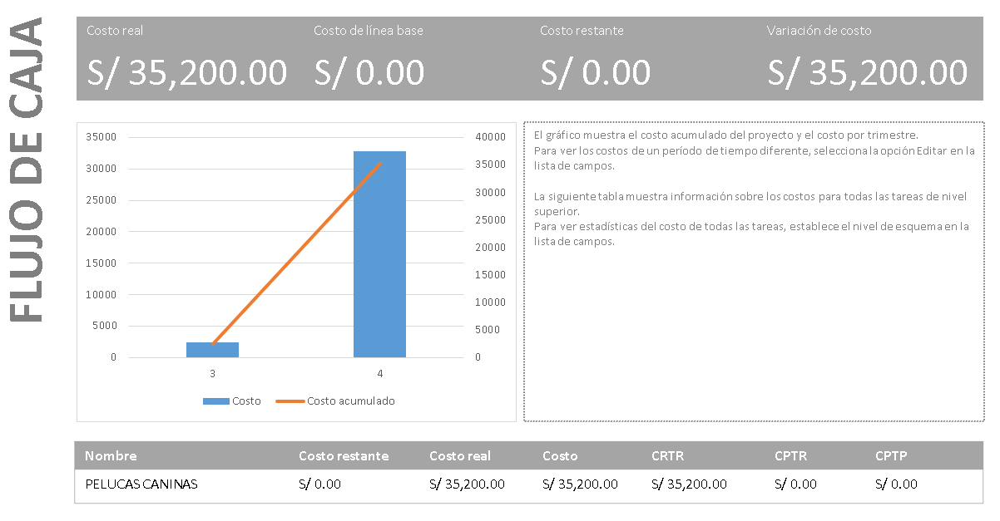 FLUJO DE CAJA
Costo real
S/ 35,200.00
Costo de línea base
S/ 0.00
Costo restante
S/ 0.00
Variación de costo
S/ 35,200.00
35000
30000
25000
20000
15000
10000
5000
0
40000
35000
30000
25000
20000
15000
10000
5000
0
3 4
Costo Costo acumulado
El gráfico muestra el costo acumulado del proyecto y el costo por trimestre.
Para ver los costos de un período de tiempo diferente, selecciona la opción Editar en la
lista de campos.
La siguiente tabla muestra información sobre los costos para todas las tareas de nivel
superior.
Para ver estadísticas del costo de todas las tareas, establece el nivel de esquema en la
lista de campos.
Nombre Costo restante Costo real Costo CRTR CPTR CPTP
PELUCAS CANINAS S/ 0.00 S/ 35,200.00 S/ 35,200.00 S/ 35,200.00 S/ 0.00 S/ 0.00